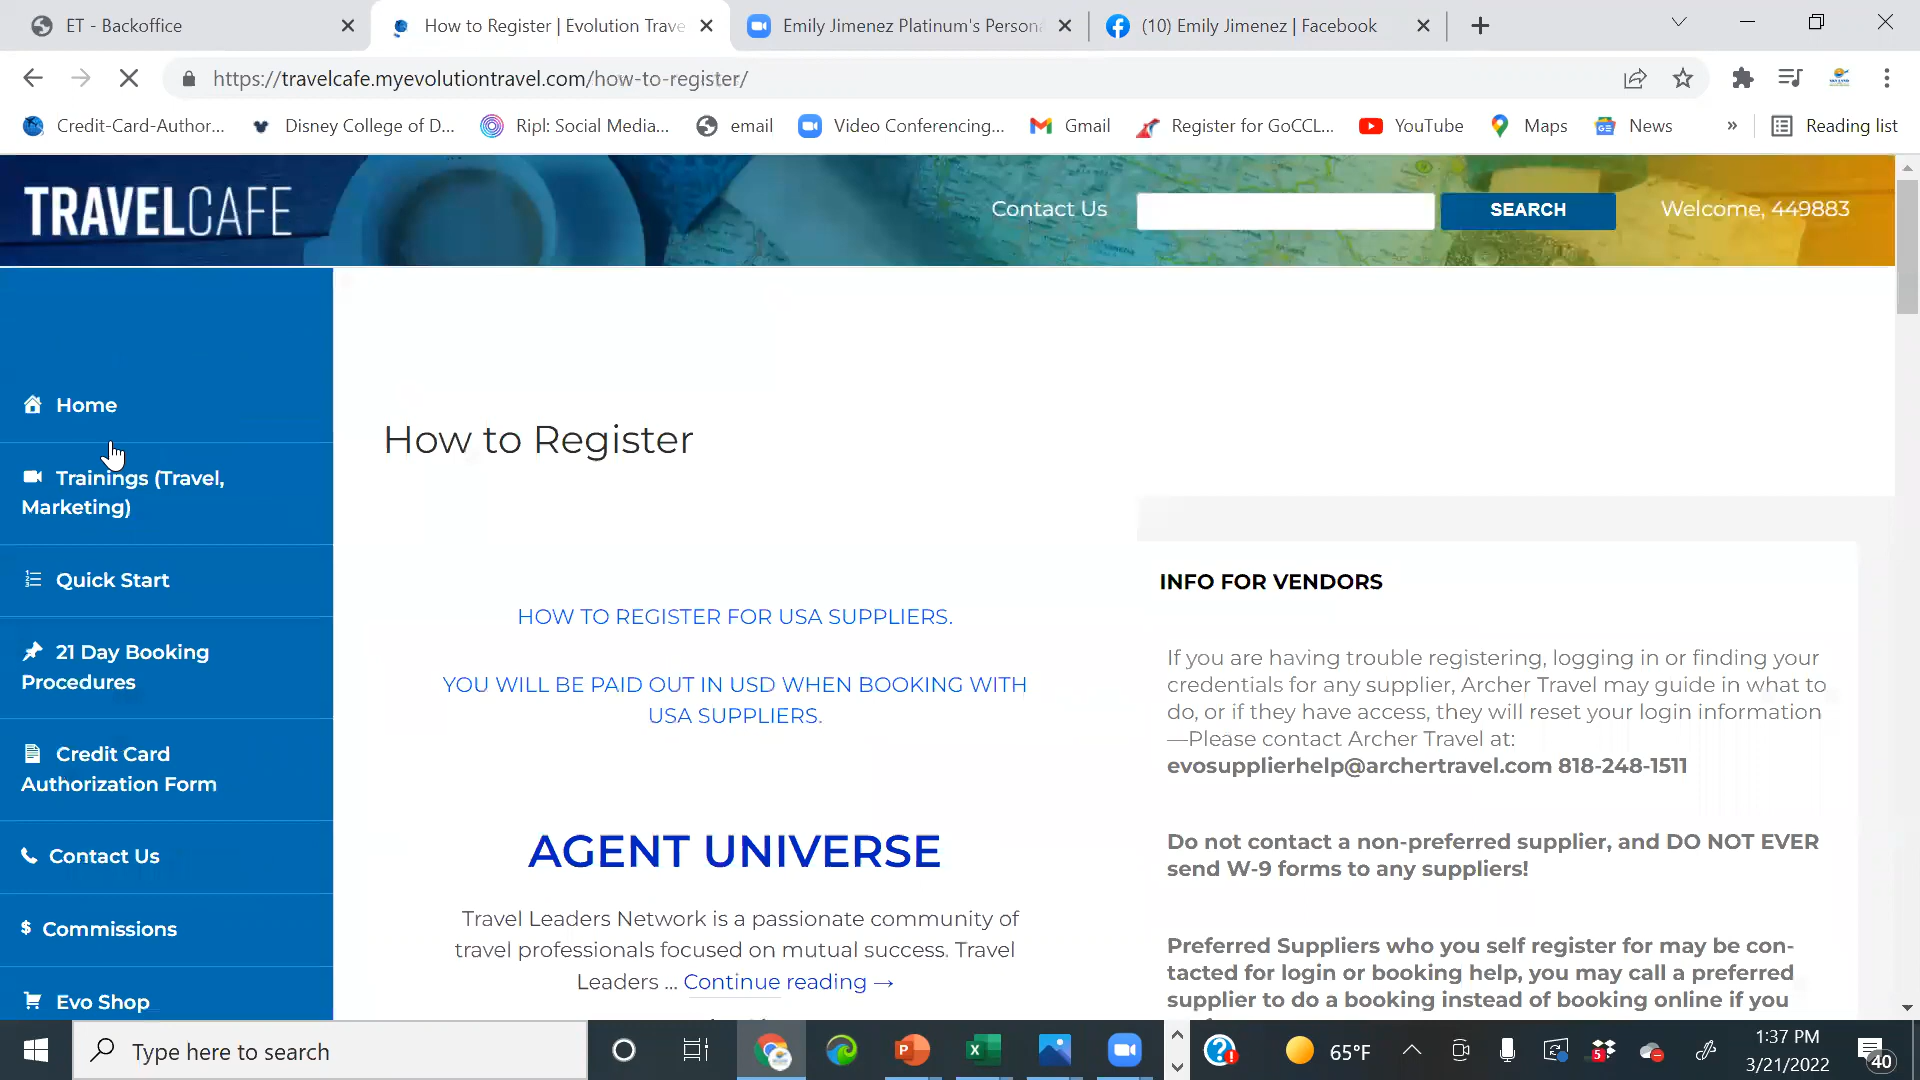 ET - Backoffice
How to Register | Evolution Trave
Emily Jimenez Platinum's Persona
(10) Emily Jimenez | Facebook
https://travelcafe.myevolutiontravel.com/how-to-register/
Credit-Card-Author...
Disney College of D...
Ripl: Social Media...
email
Video Conferencing...
Gmail
Register for GoCCL...
YouTube
Maps
News
»
Reading list
TRAVELCAFE
Contact Us
SEARCH
Welcome, 449883
Home
Trainings (Travel,
Marketing)
Quick Start
21 Day Booking
Procedures
Credit Card
Authorization Form
Contact Us
$ Commissions
Evo Shop
How to Register
HOW TO REGISTER FOR USA SUPPLIERS.
YOU WILL BE PAID OUT IN USD WHEN BOOKING WITH
USA SUPPLIERS.
AGENT UNIVERSE
Travel Leaders Network is a passionate community of
travel professionals focused on mutual success. Travel
Leaders ... Continue reading →
INFO FOR VENDORS
If you are having trouble registering, logging in or finding your
credentials for any supplier, Archer Travel may guide in what to
do, or if they have access, they will reset your login information
—Please contact Archer Travel at:
evosupplierhelp@archertravel.com 818-248-1511
Do not contact a non-preferred supplier, and DO NOT EVER
send W-9 forms to any suppliers!
Preferred Suppliers who you self register for may be con-
tacted for login or booking help, you may call a preferred
supplier to do a booking instead of booking online if you
Type here to search
65°F
5
1:37 PM
3/21/2022
40